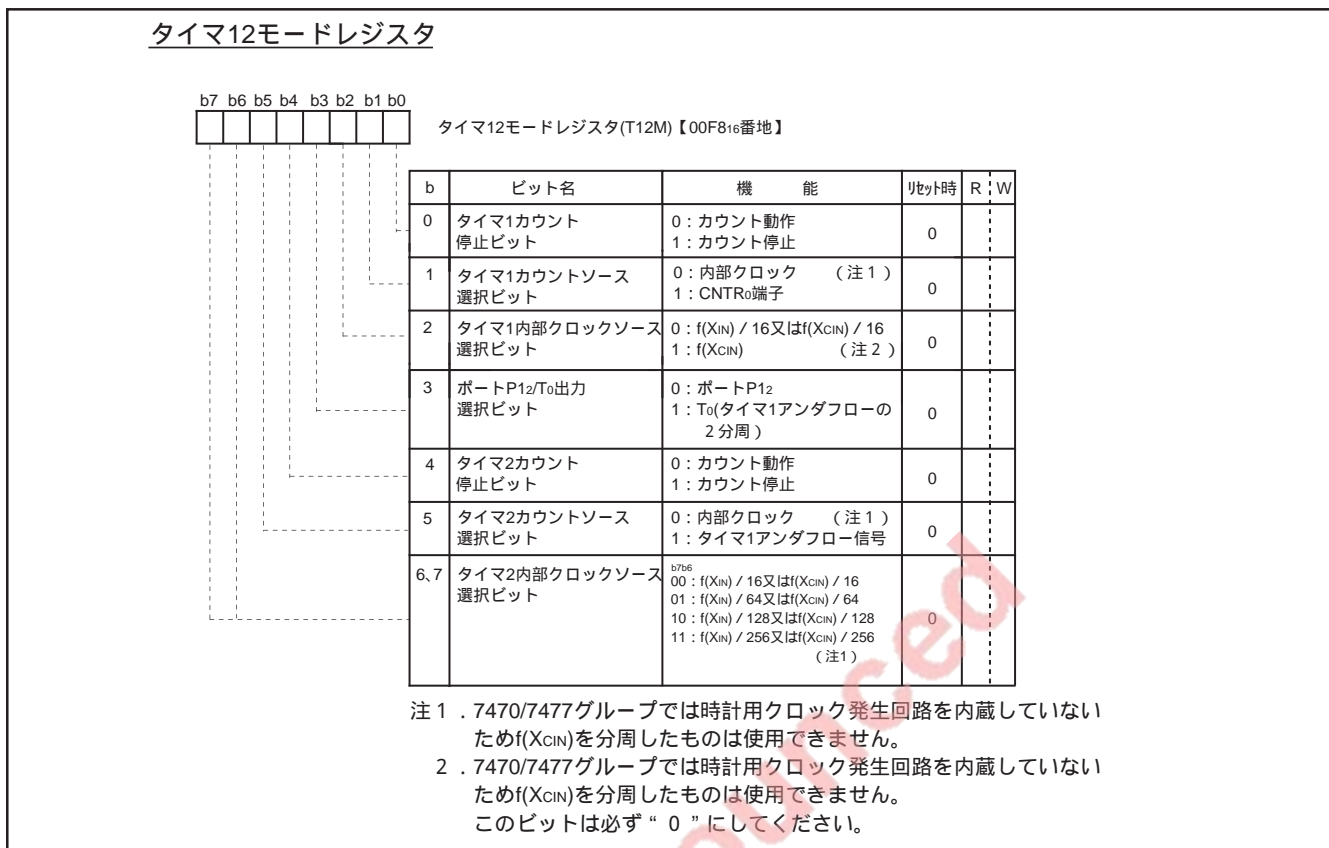 タイマ12モードレジスタ
b7 b6 b5 b4 b3 b2 b1 b0
タイマ12モードレジスタ(T12M)【00F816番地】
b ビット名 機 能 リセット時 R W
0 タイマ1カウント 0：カウント動作
停止ビット 1：カウント停止 0
1 タイマ1カウントソース 0：内部クロック （注１）
選択ビット 1：CNTR0端子 0
2 タイマ1内部クロックソース 0：f(XIN) / 16又はf(XCIN) / 16
選択ビット 1：f(XCIN) （注２） 0
3 ポートP12/T0出力 0：ポートP12
選択ビット 1：T0(タイマ1アンダフローの 0
２分周）
4 タイマ2カウント 0：カウント動作
停止ビット 1：カウント停止 0
5 タイマ2カウントソース 0：内部クロック （注１）
選択ビット 1：タイマ1アンダフロー信号 0
6､7 タイマ2内部クロックソース b7b6
選択ビット 00：f(XIN) / 16又はf(XCIN) / 16
01：f(XIN) / 64又はf(XCIN) / 64
10：f(XIN) / 128又はf(XCIN) / 128 0
11：f(XIN) / 256又はf(XCIN) / 256
（注1）
注１．7470/7477グループでは時計用クロック発生回路を内蔵していない
ためf(XCIN)を分周したものは使用できません。
２．7470/7477グループでは時計用クロック発生回路を内蔵していない
ためf(XCIN)を分周したものは使用できません。
このビットは必ず“０”にしてください。
ounced